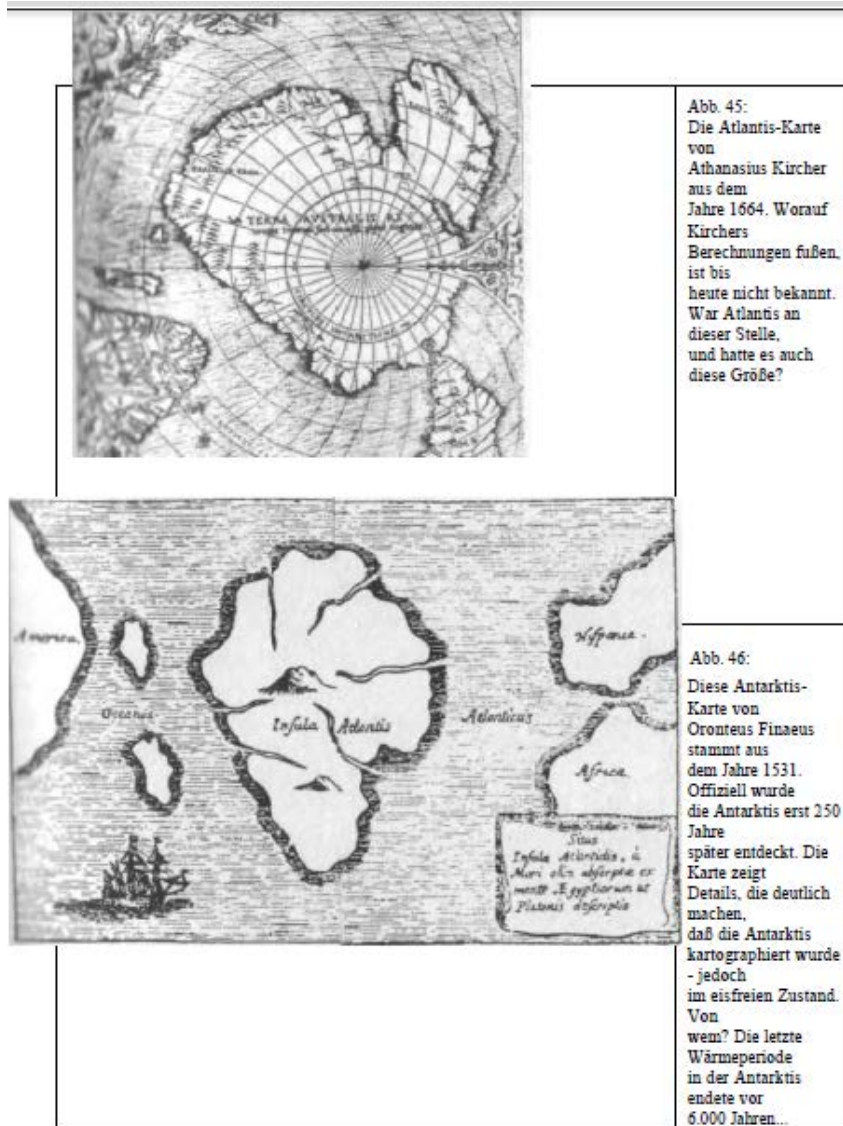 TERRA AVSTRALIS RE
Abb. 45:
Die Atlantis-Karte
von
Athanasius Kircher
aus dem
Jahre 1664. Worauf
Kirchers
Berechnungen fußen,
ist bis
heute nicht bekannt.
War Atlantis an
dieser Stelle,
und hatte es auch
diese Größe?
America.
Oceanus.
Insula Atlantis
Atlanticus
Hispania.
Africa.
Situs
Insulæ Atlantidis, à
Mari olim absorptæ ex
mente Ægyptiorum et
Platonis descriptio
Abb. 46:
Diese Antarktis-
Karte von
Oronteus Finaeus
stammt aus
dem Jahre 1531.
Offiziell wurde
die Antarktis erst 250
Jahre
später entdeckt. Die
Karte zeigt
Details, die deutlich
machen,
daß die Antarktis
kartographiert wurde
- jedoch
im eisfreien Zustand.
Von
wem? Die letzte
Wärmeperiode
in der Antarktis
endete vor
6.000 Jahren...